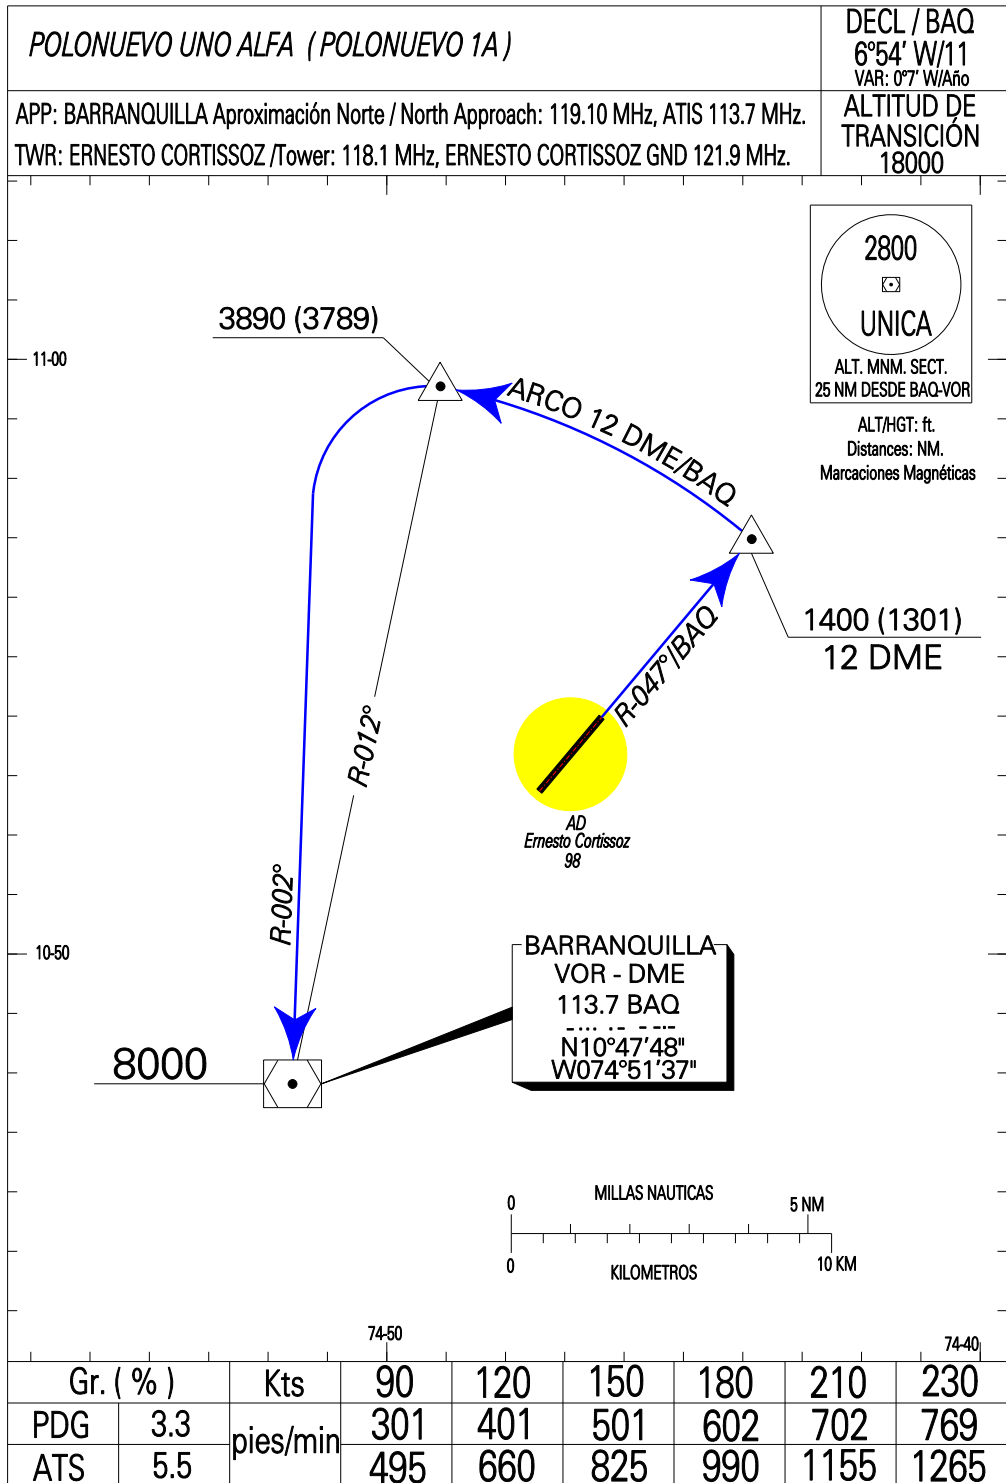 POLONUEVO UNO ALFA ( POLONUEVO 1A )
DECL / BAQ
6°54' W/11
VAR: 0°7' W/Año
APP: BARRANQUILLA Aproximación Norte / North Approach: 119.10 MHz, ATIS 113.7 MHz.
TWR: ERNESTO CORTISSOZ /Tower: 118.1 MHz, ERNESTO CORTISSOZ GND 121.9 MHz.
ALTITUD DE
TRANSICIÓN
18000
2800
UNICA
ALT. MNM. SECT.
25 NM DESDE BAQ-VOR
ALT/HGT: ft.
Distances: NM.
Marcaciones Magnéticas
3890 (3789)
11-00
ARCO 12 DME/BAQ
1400 (1301)
12 DME
R-047°/BAQ
R-012°
AD
Ernesto Cortissoz
98
R-002°
10-50
BARRANQUILLA
VOR - DME
113.7 BAQ
-... .- --.-
N10°47'48"
W074°51'37"
8000
MILLAS NAUTICAS
0 5 NM
0 10 KM
KILOMETROS
74-50 74-40
Gr. ( % ) Kts 90 120 150 180 210 230
PDG 3.3 pies/min 301 401 501 602 702 769
ATS 5.5 495 660 825 990 1155 1265